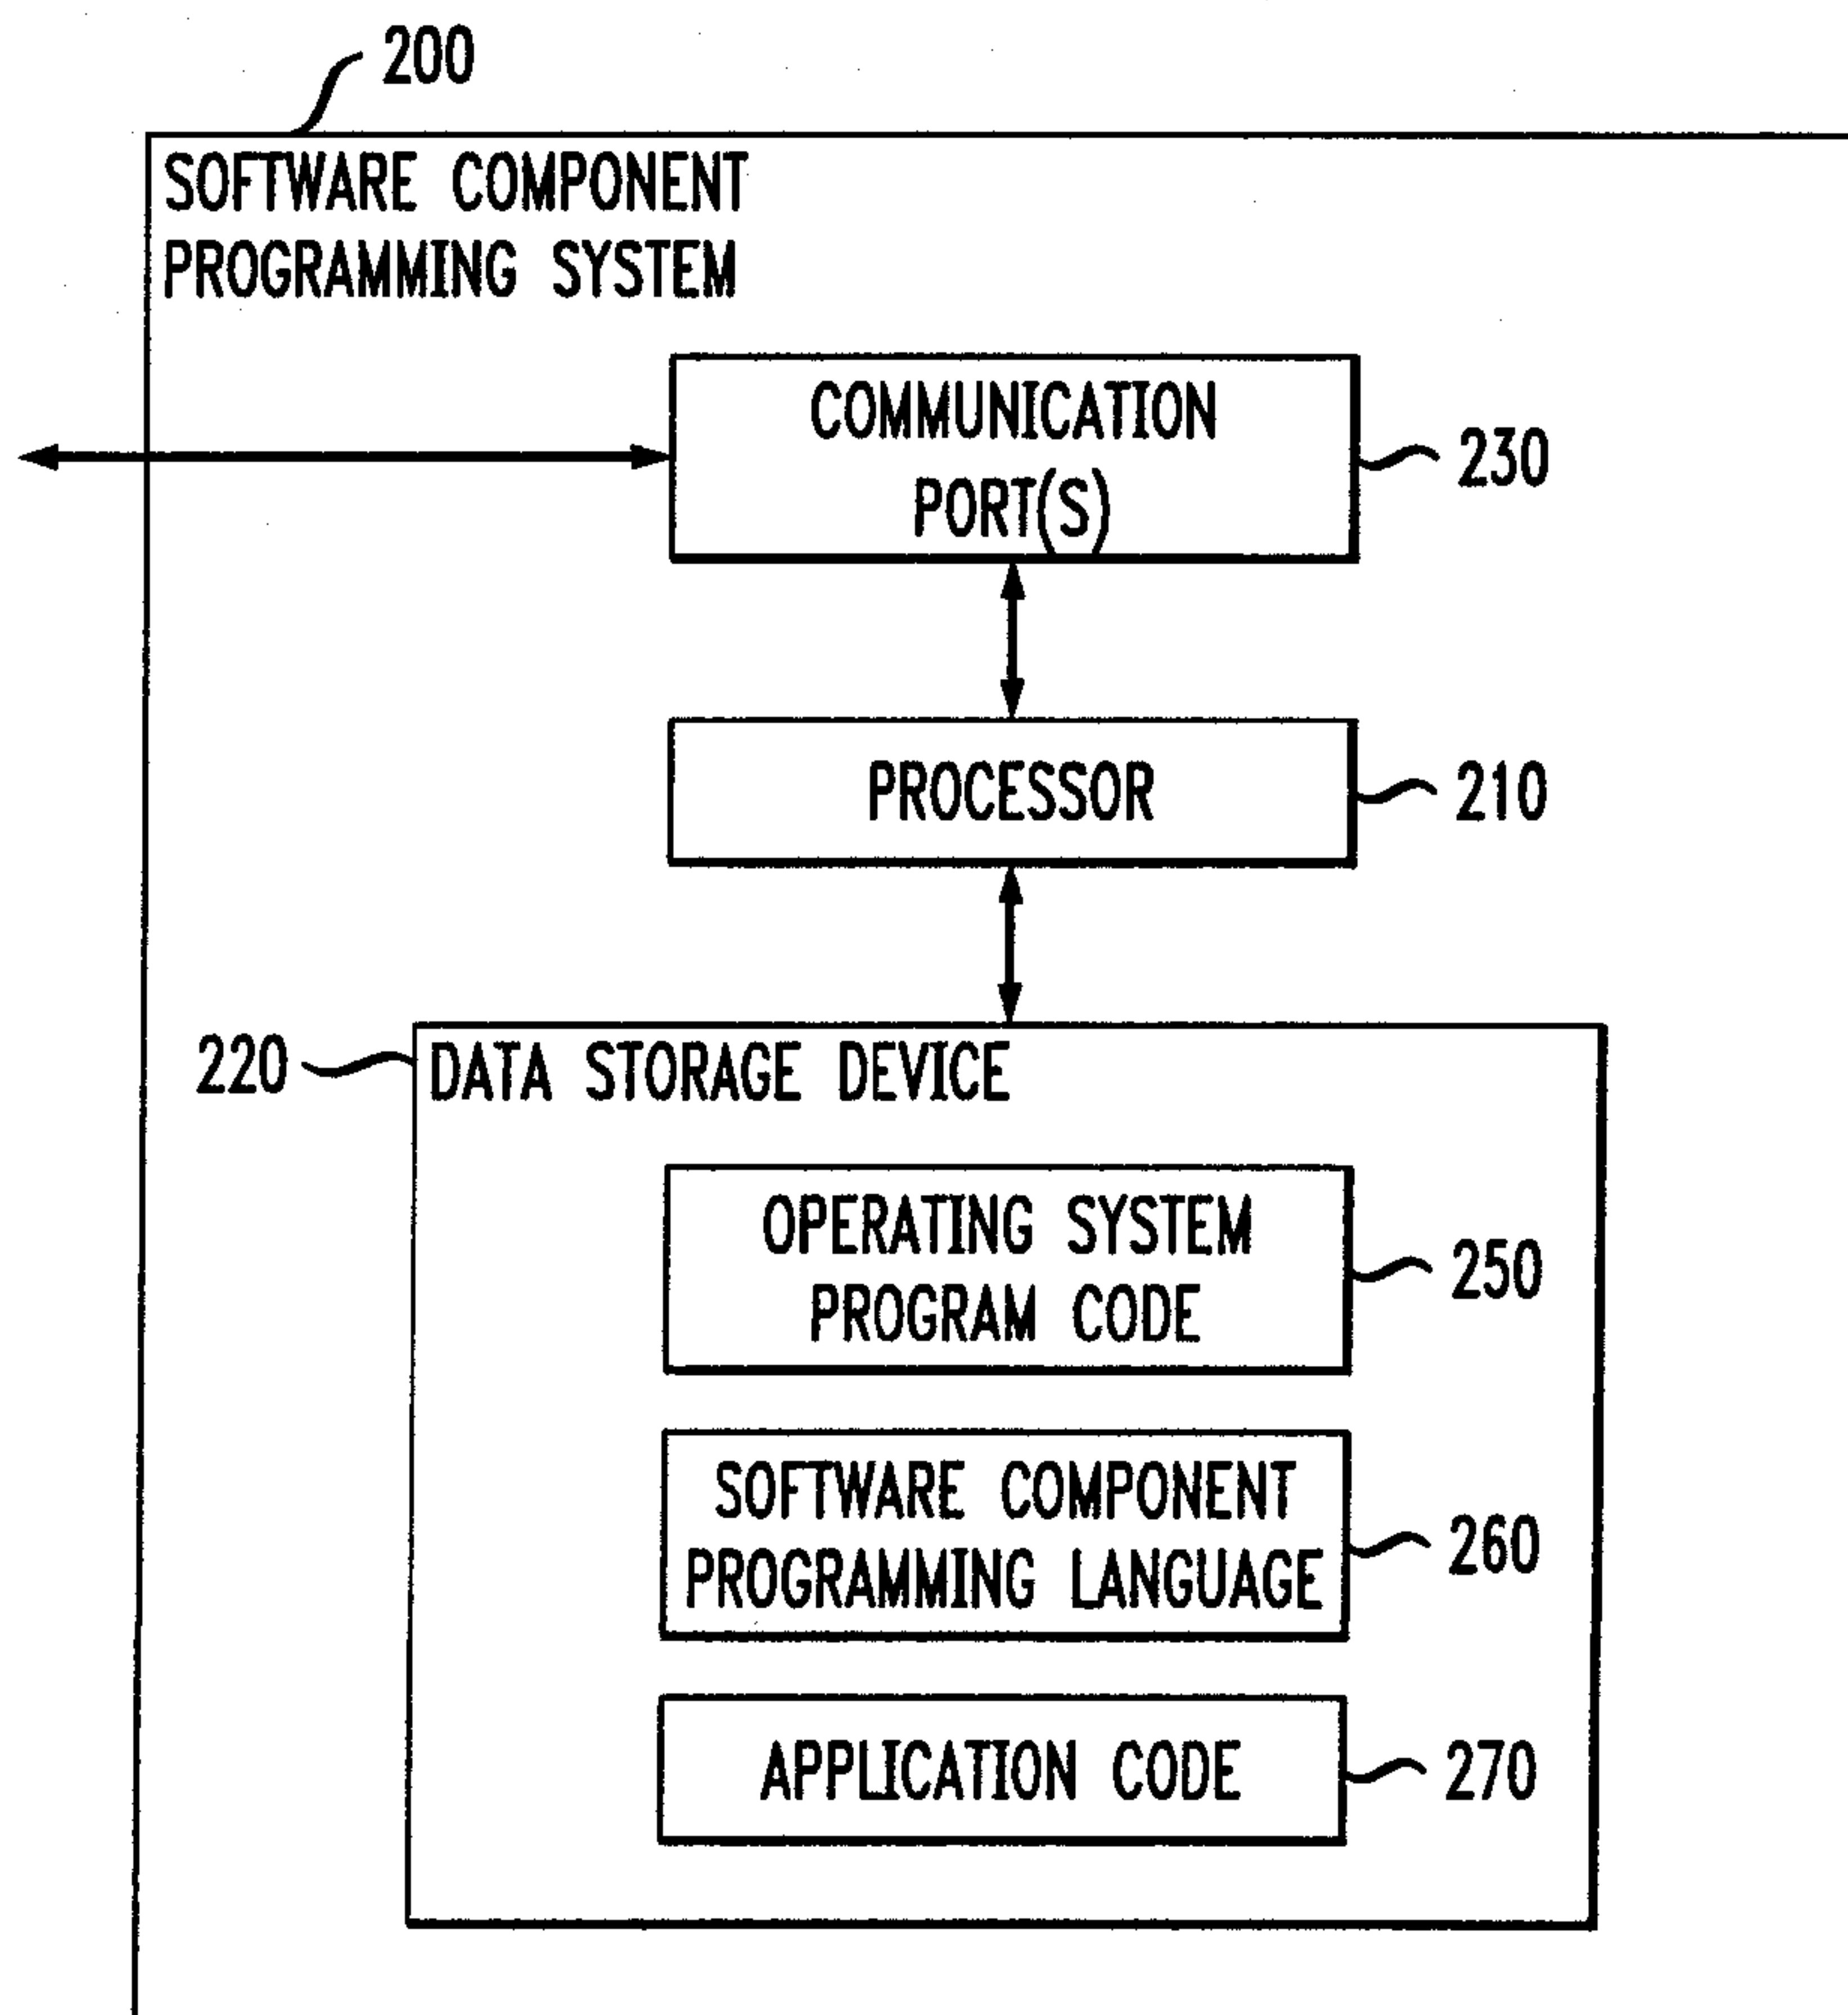 200
SOFTWARE COMPONENT
PROGRAMMING SYSTEM
COMMUNICATION
PORT(S)
230
PROCESSOR
210
220
DATA STORAGE DEVICE
OPERATING SYSTEM
PROGRAM CODE
250
SOFTWARE COMPONENT
PROGRAMMING LANGUAGE
260
APPLICATION CODE
270